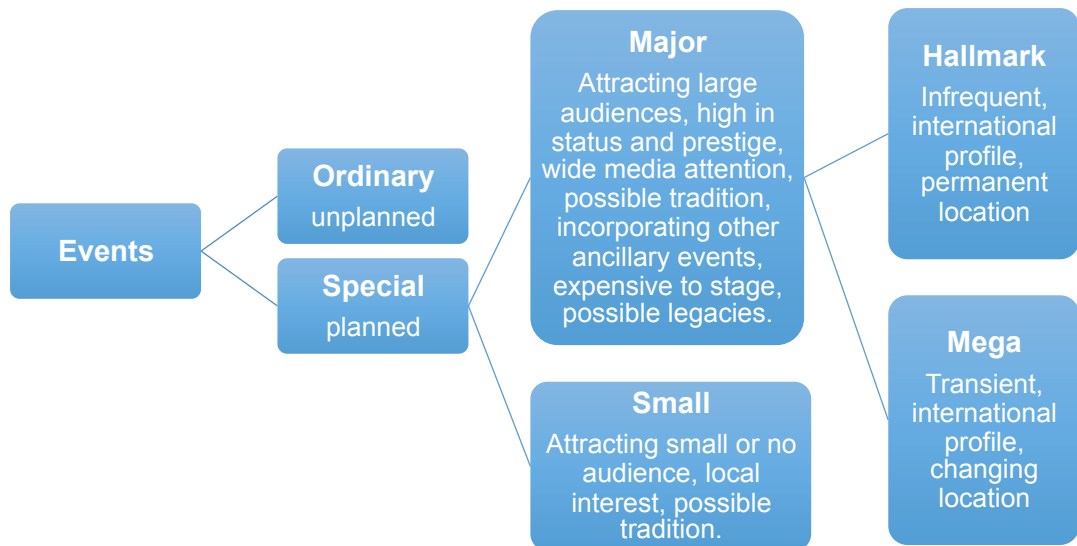 Events
Ordinary
unplanned
Special
planned
Major
Attracting large
audiences, high in
status and prestige,
wide media attention,
possible tradition,
incorporating other
ancillary events,
expensive to stage,
possible legacies.
Small
Attracting small or no
audience, local
interest, possible
tradition.
Hallmark
Infrequent,
international
profile,
permanent
location
Mega
Transient,
international
profile,
changing
location